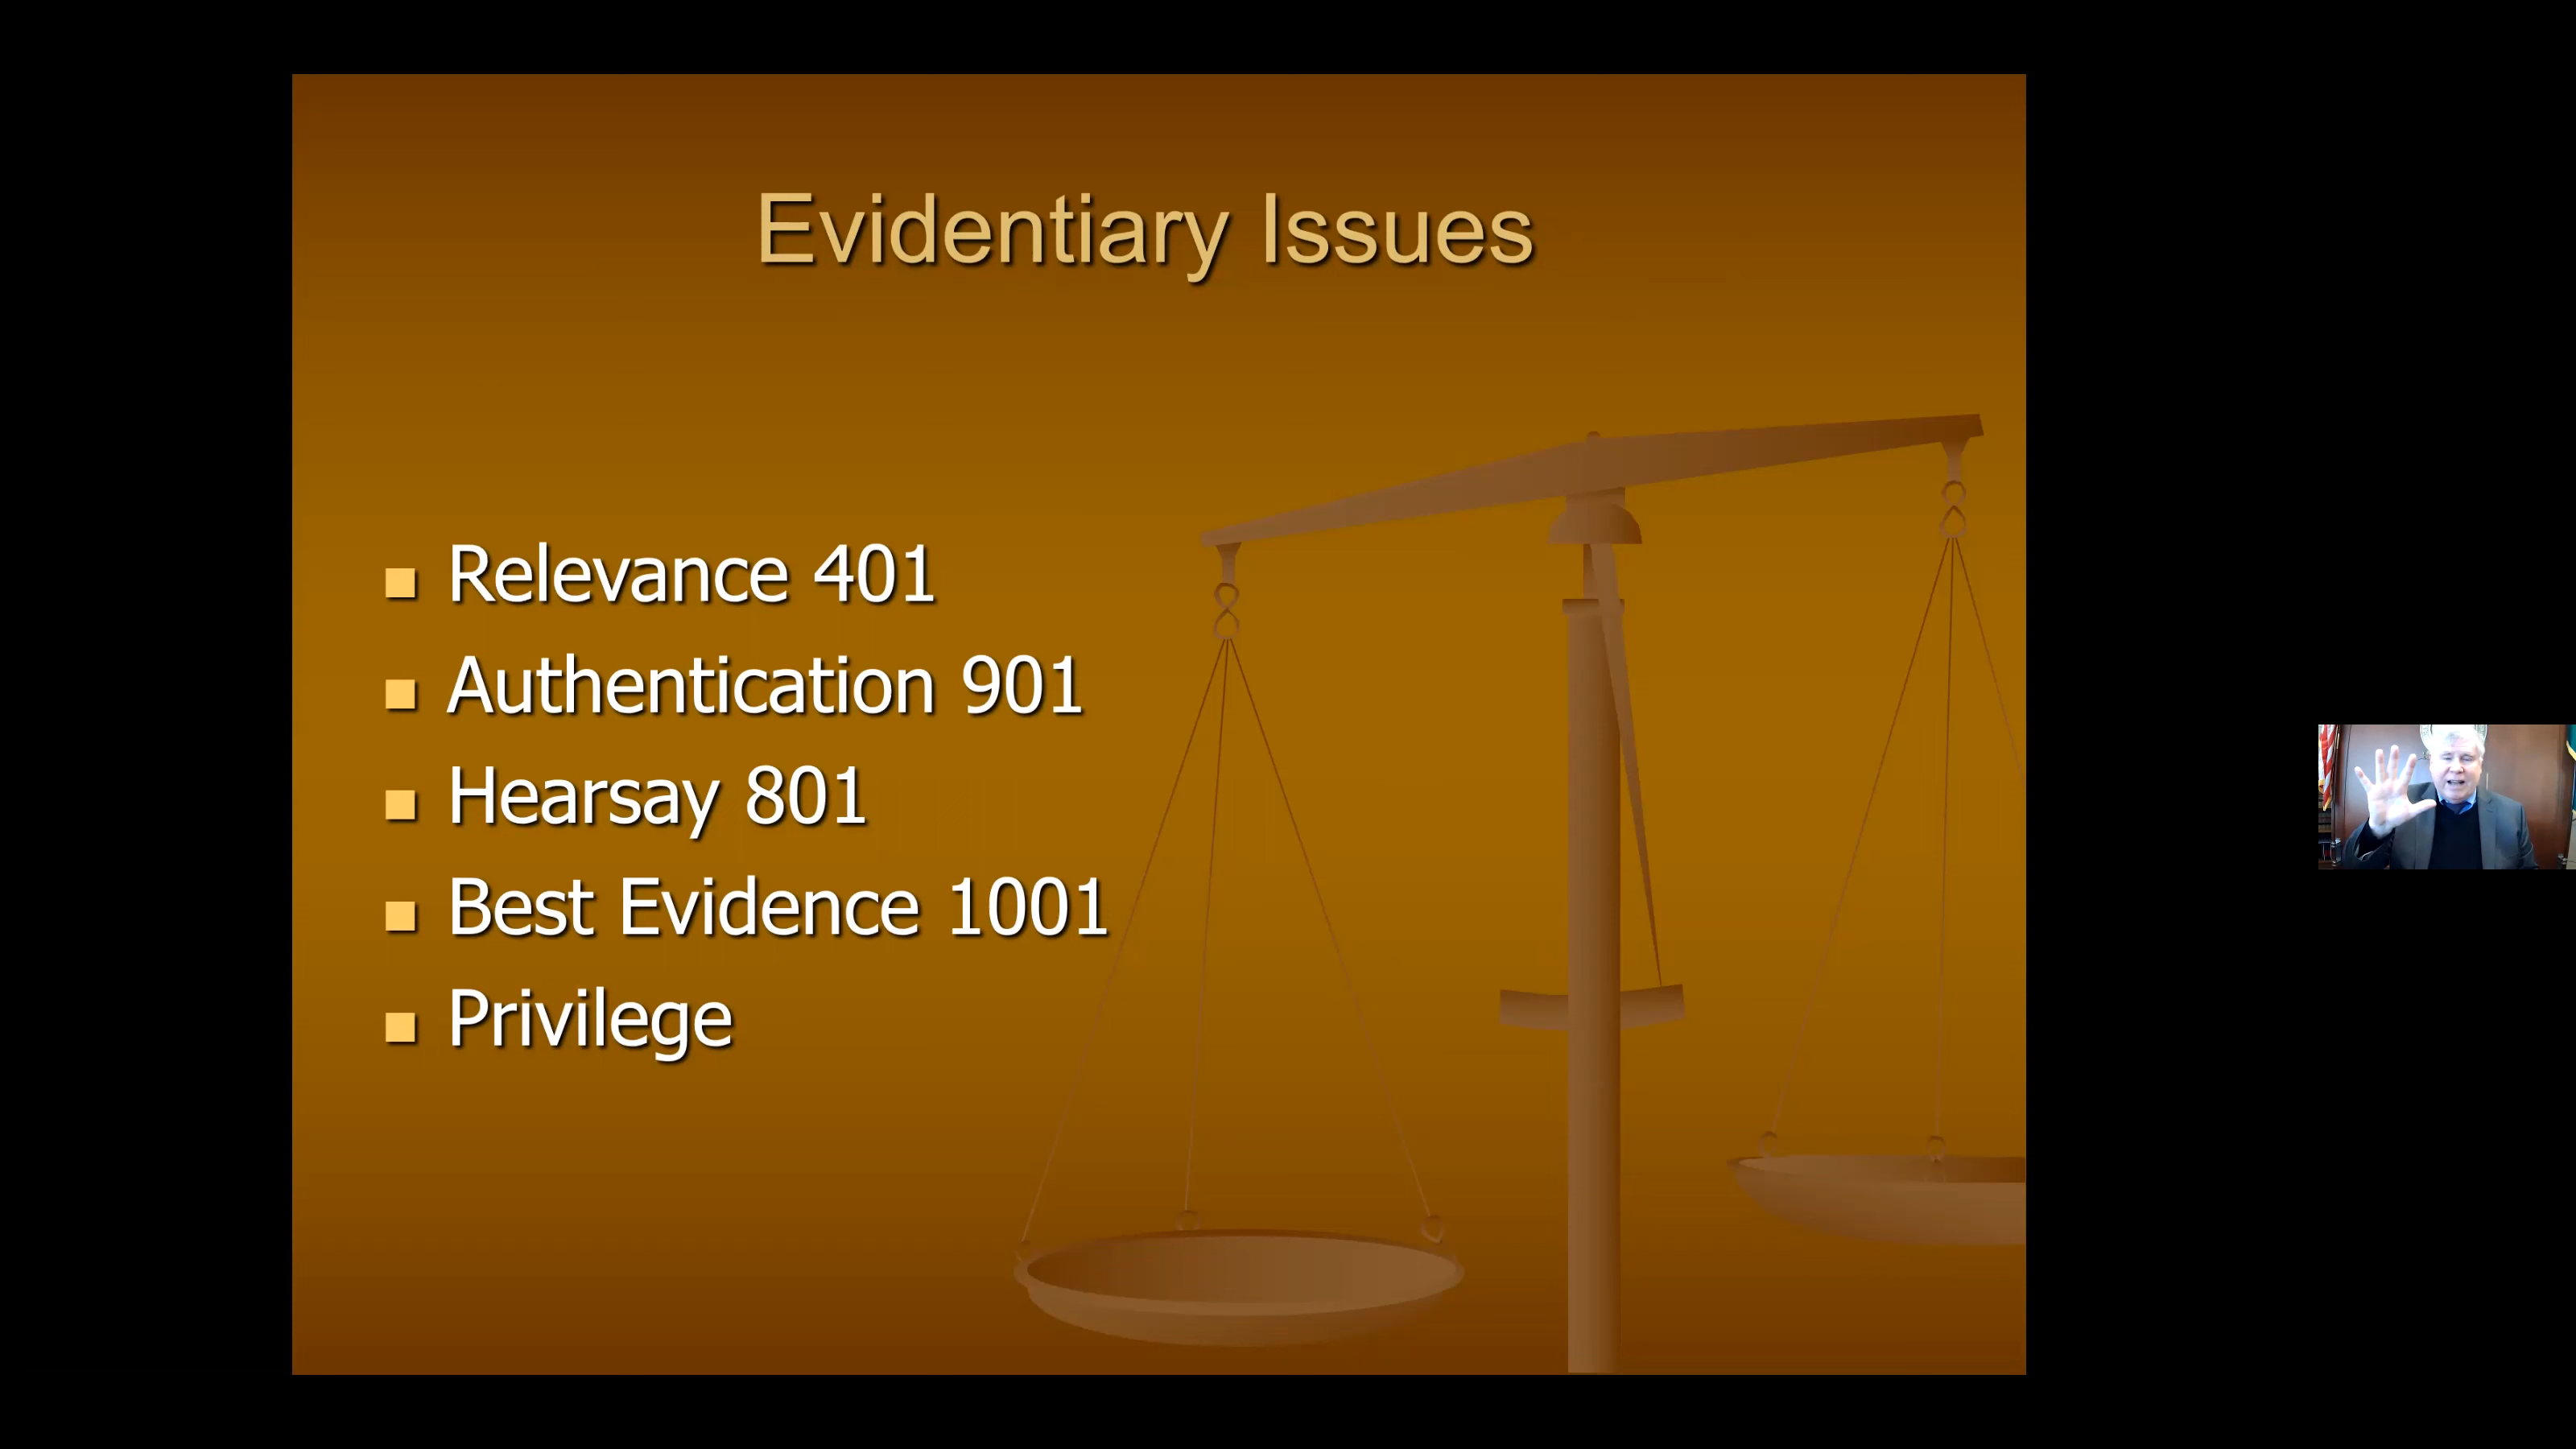 Evidentiary Issues
Relevance 401
Authentication 901
Hearsay 801
Best Evidence 1001
Privilege